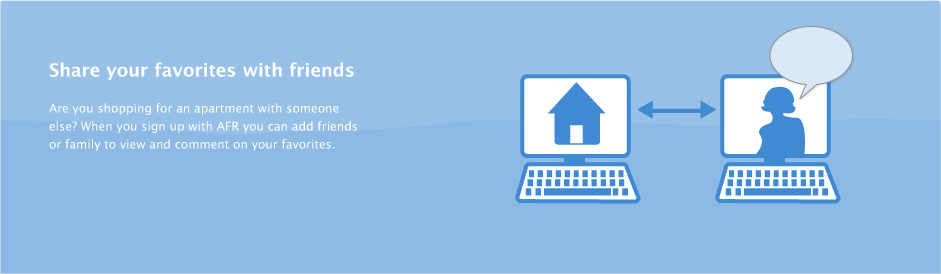 Share your favorites with friends
Are you shopping for an apartment with someone
else? When you sign up with AFR you can add friends
or family to view and comment on your favorites.